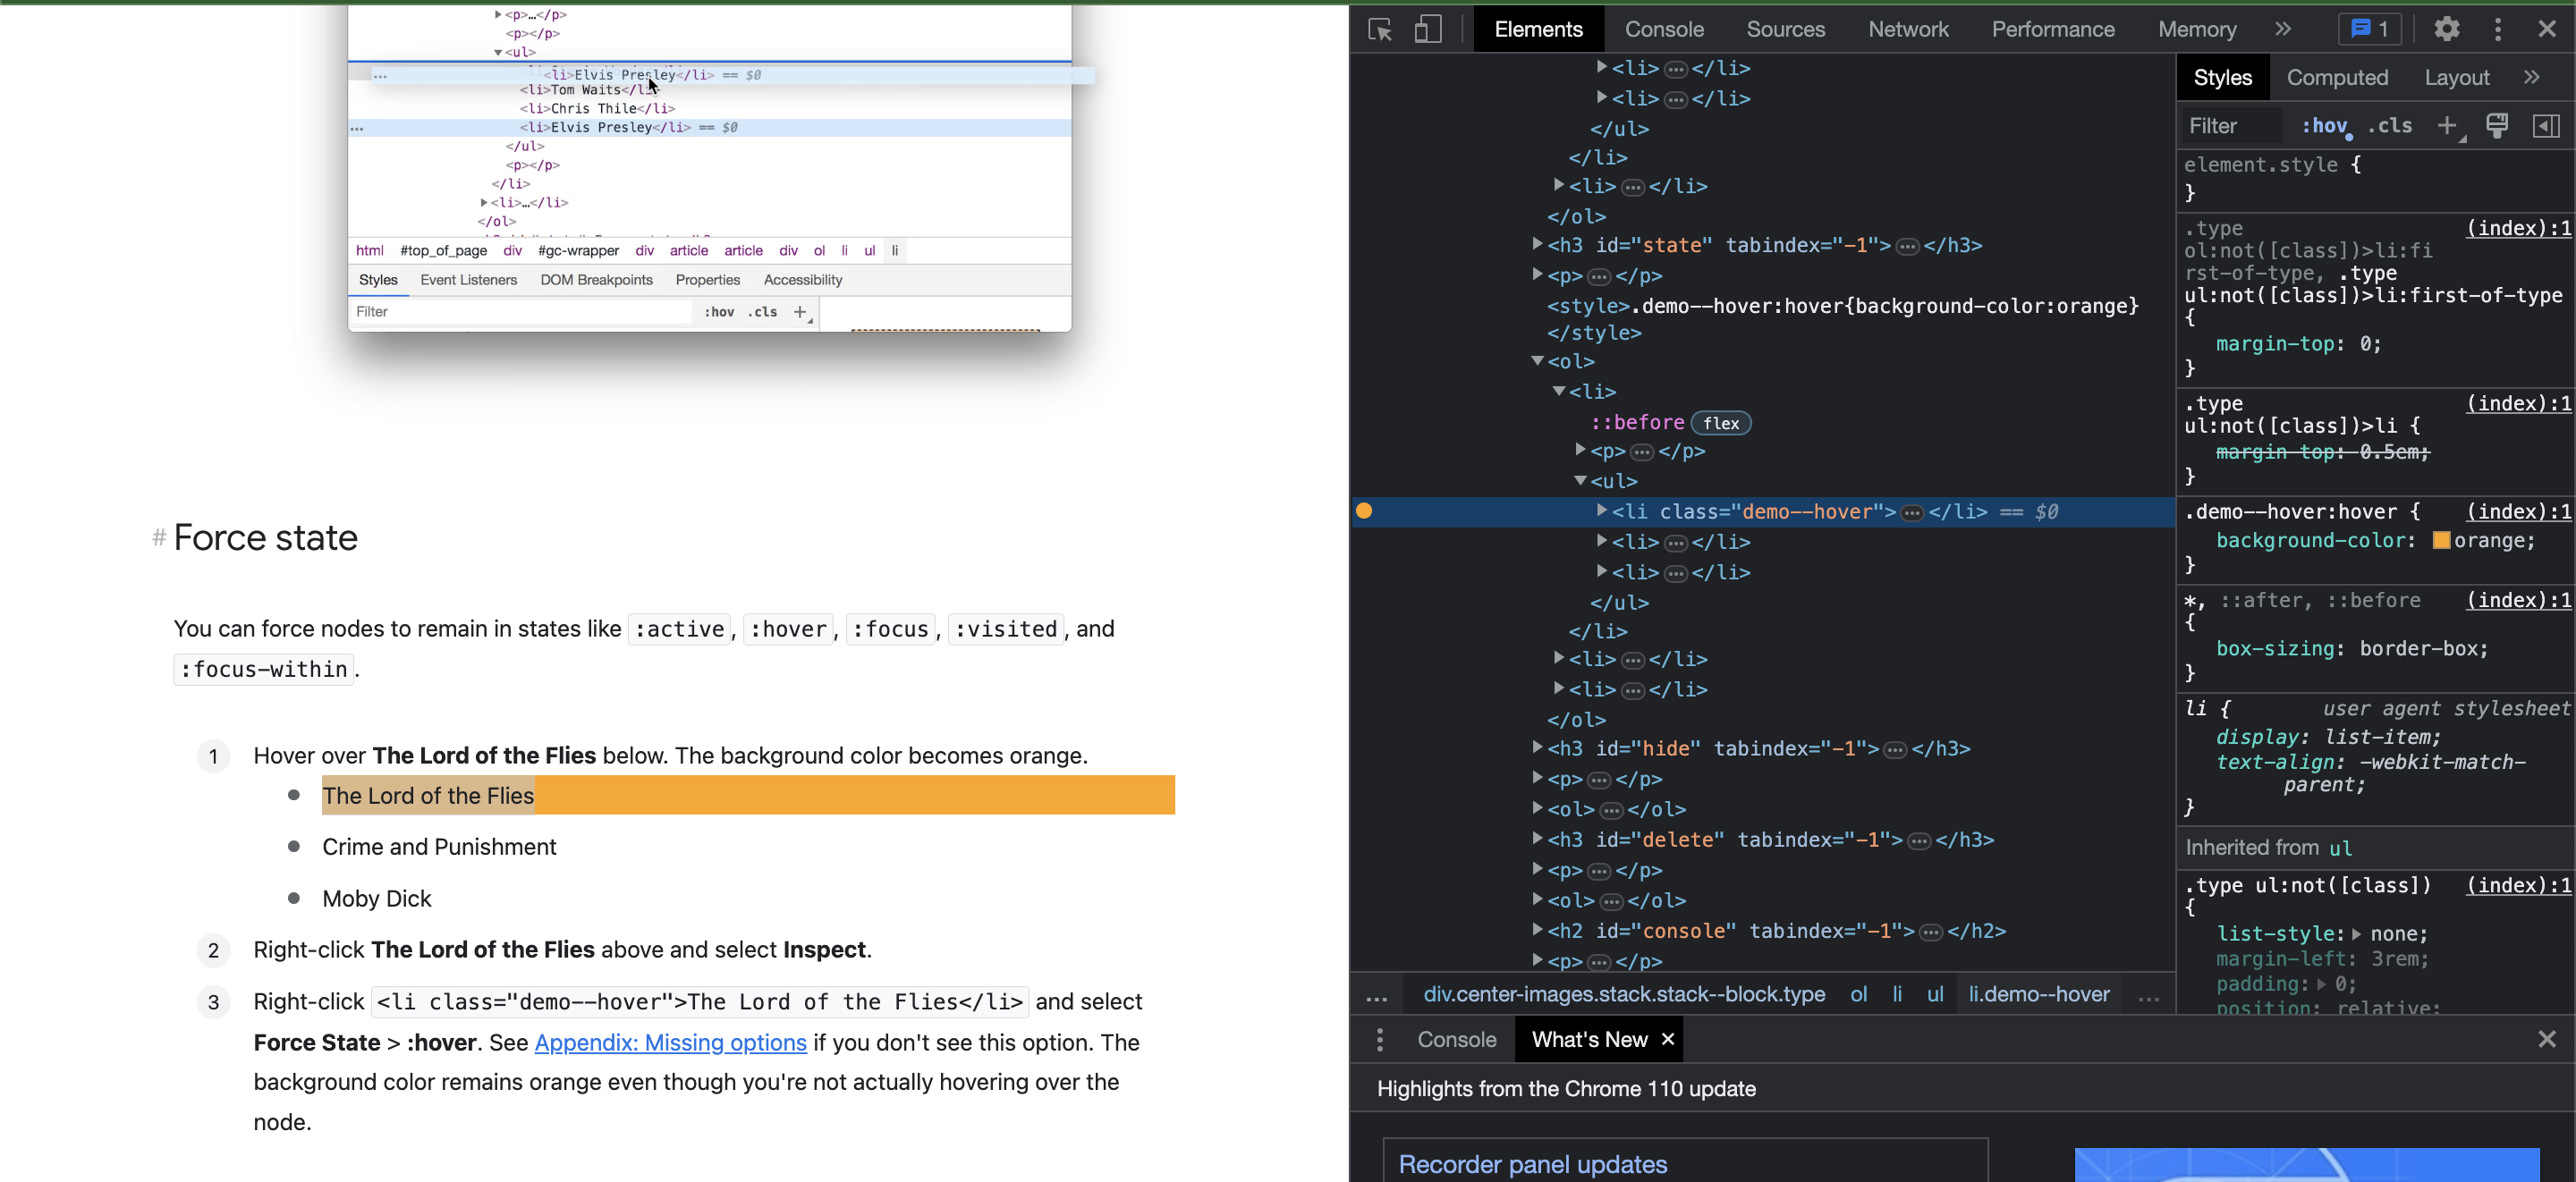 <p>…</p>
<p></p>
<ul>
<li>Elvis Presley</li> == $0
<li>Tom Waits</li>
<li>Chris Thile</li>
… <li>Elvis Presley</li> == $0
</ul>
<p></p>
</li>
<li>…</li>
</ol>
html #top_of_page div #gc-wrapper div article article div ol li ul li
Styles Event Listeners DOM Breakpoints Properties Accessibility
Filter :hov .cls +
# Force state
You can force nodes to remain in states like :active, :hover, :focus, :visited, and
:focus-within.
1 Hover over The Lord of the Flies below. The background color becomes orange.
The Lord of the Flies
Crime and Punishment
Moby Dick
2 Right-click The Lord of the Flies above and select Inspect.
3 Right-click <li class="demo--hover">The Lord of the Flies</li> and select
Force State > :hover. See Appendix: Missing options if you don't see this option. The
background color remains orange even though you're not actually hovering over the
node.
Elements Console Sources Network Performance Memory » 1
<li>…</li>
<li>…</li>
</ul>
</li>
<li>…</li>
</ol>
<h3 id="state" tabindex="-1">…</h3>
<p>…</p>
<style>.demo--hover:hover{background-color:orange}
</style>
<ol>
<li>
::before flex
<p>…</p>
<ul>
<li class="demo--hover">…</li> == $0
<li>…</li>
<li>…</li>
</ul>
</li>
<li>…</li>
<li>…</li>
</ol>
<h3 id="hide" tabindex="-1">…</h3>
<p>…</p>
<ol>…</ol>
<h3 id="delete" tabindex="-1">…</h3>
<p>…</p>
<ol>…</ol>
<h2 id="console" tabindex="-1">…</h2>
<p>…</p>
… div.center-images.stack.stack--block.type ol li ul li.demo--hover …
Styles Computed Layout »
Filter :hov .cls +
element.style {
}
.type (index):1
ol:not([class])>li:fi
rst-of-type, .type
ul:not([class])>li:first-of-type
{
margin-top: 0;
}
.type (index):1
ul:not([class])>li {
margin-top: 0.5em;
}
.demo--hover:hover { (index):1
background-color: orange;
}
*, ::after, ::before (index):1
{
box-sizing: border-box;
}
li { user agent stylesheet
display: list-item;
text-align: -webkit-match-
parent;
}
Inherited from ul
.type ul:not([class]) (index):1
{
list-style: none;
margin-left: 3rem;
padding: 0;
position: relative;
Console What's New ×
Highlights from the Chrome 110 update
Recorder panel updates